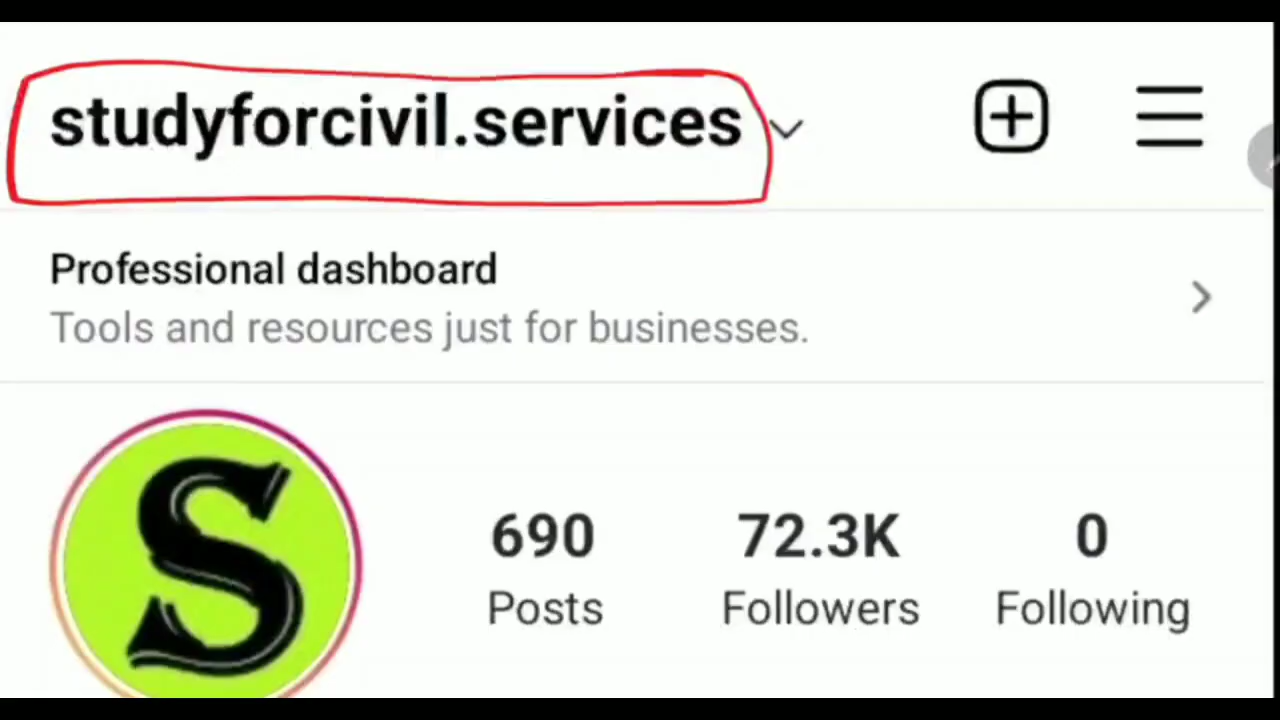 studyforcivil.services
Professional dashboard
Tools and resources just for businesses.
S
690 72.3K 0
Posts Followers Following